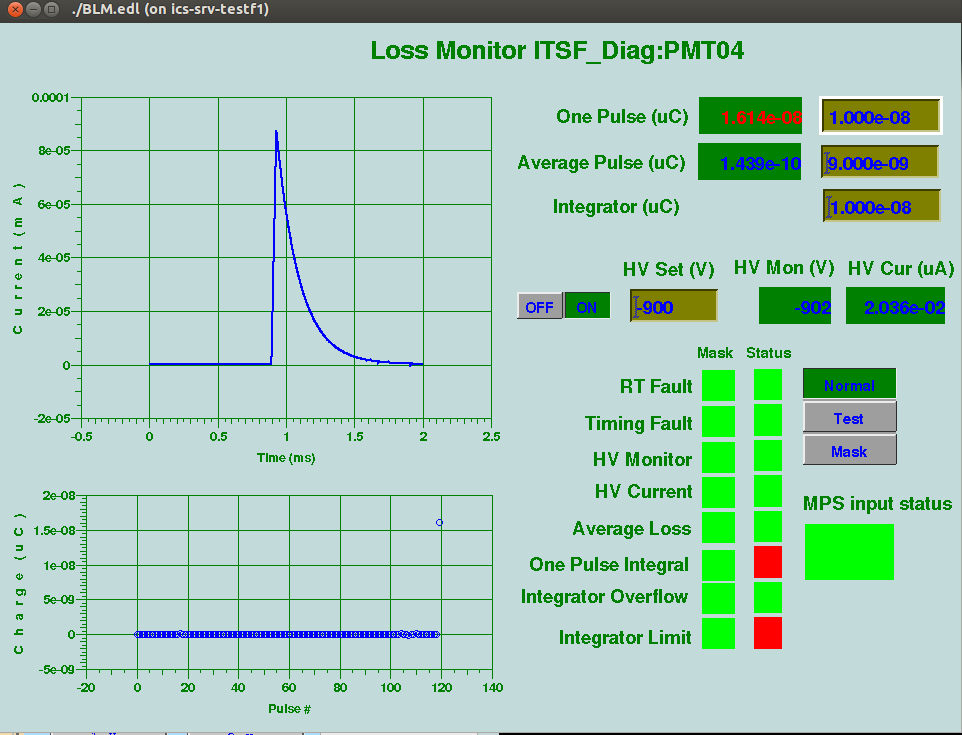 ./BLM.edl (on ics-srv-testf1)
Loss Monitor ITSF_Diag:PMT04
0.0001
8e-05
6e-05
4e-05
2e-05
0
-2e-05
Current (mA)
-0.5 0 0.5 1 1.5 2 2.5
Time (ms)
One Pulse (uC) 1.614e-08 1.000e-08
Average Pulse (uC) 1.439e-10 9.000e-09
Integrator (uC) 1.000e-08
HV Set (V) HV Mon (V) HV Cur (uA)
OFF ON -900 -902 2.036e-02
Mask Status
RT Fault Normal
Timing Fault Test
HV Monitor Mask
HV Current
MPS input status
Average Loss
One Pulse Integral
Integrator Overflow
Integrator Limit
2e-08
1.5e-08
1e-08
5e-09
0
-5e-09
Charge (uC)
-20 0 20 40 60 80 100 120 140
Pulse #